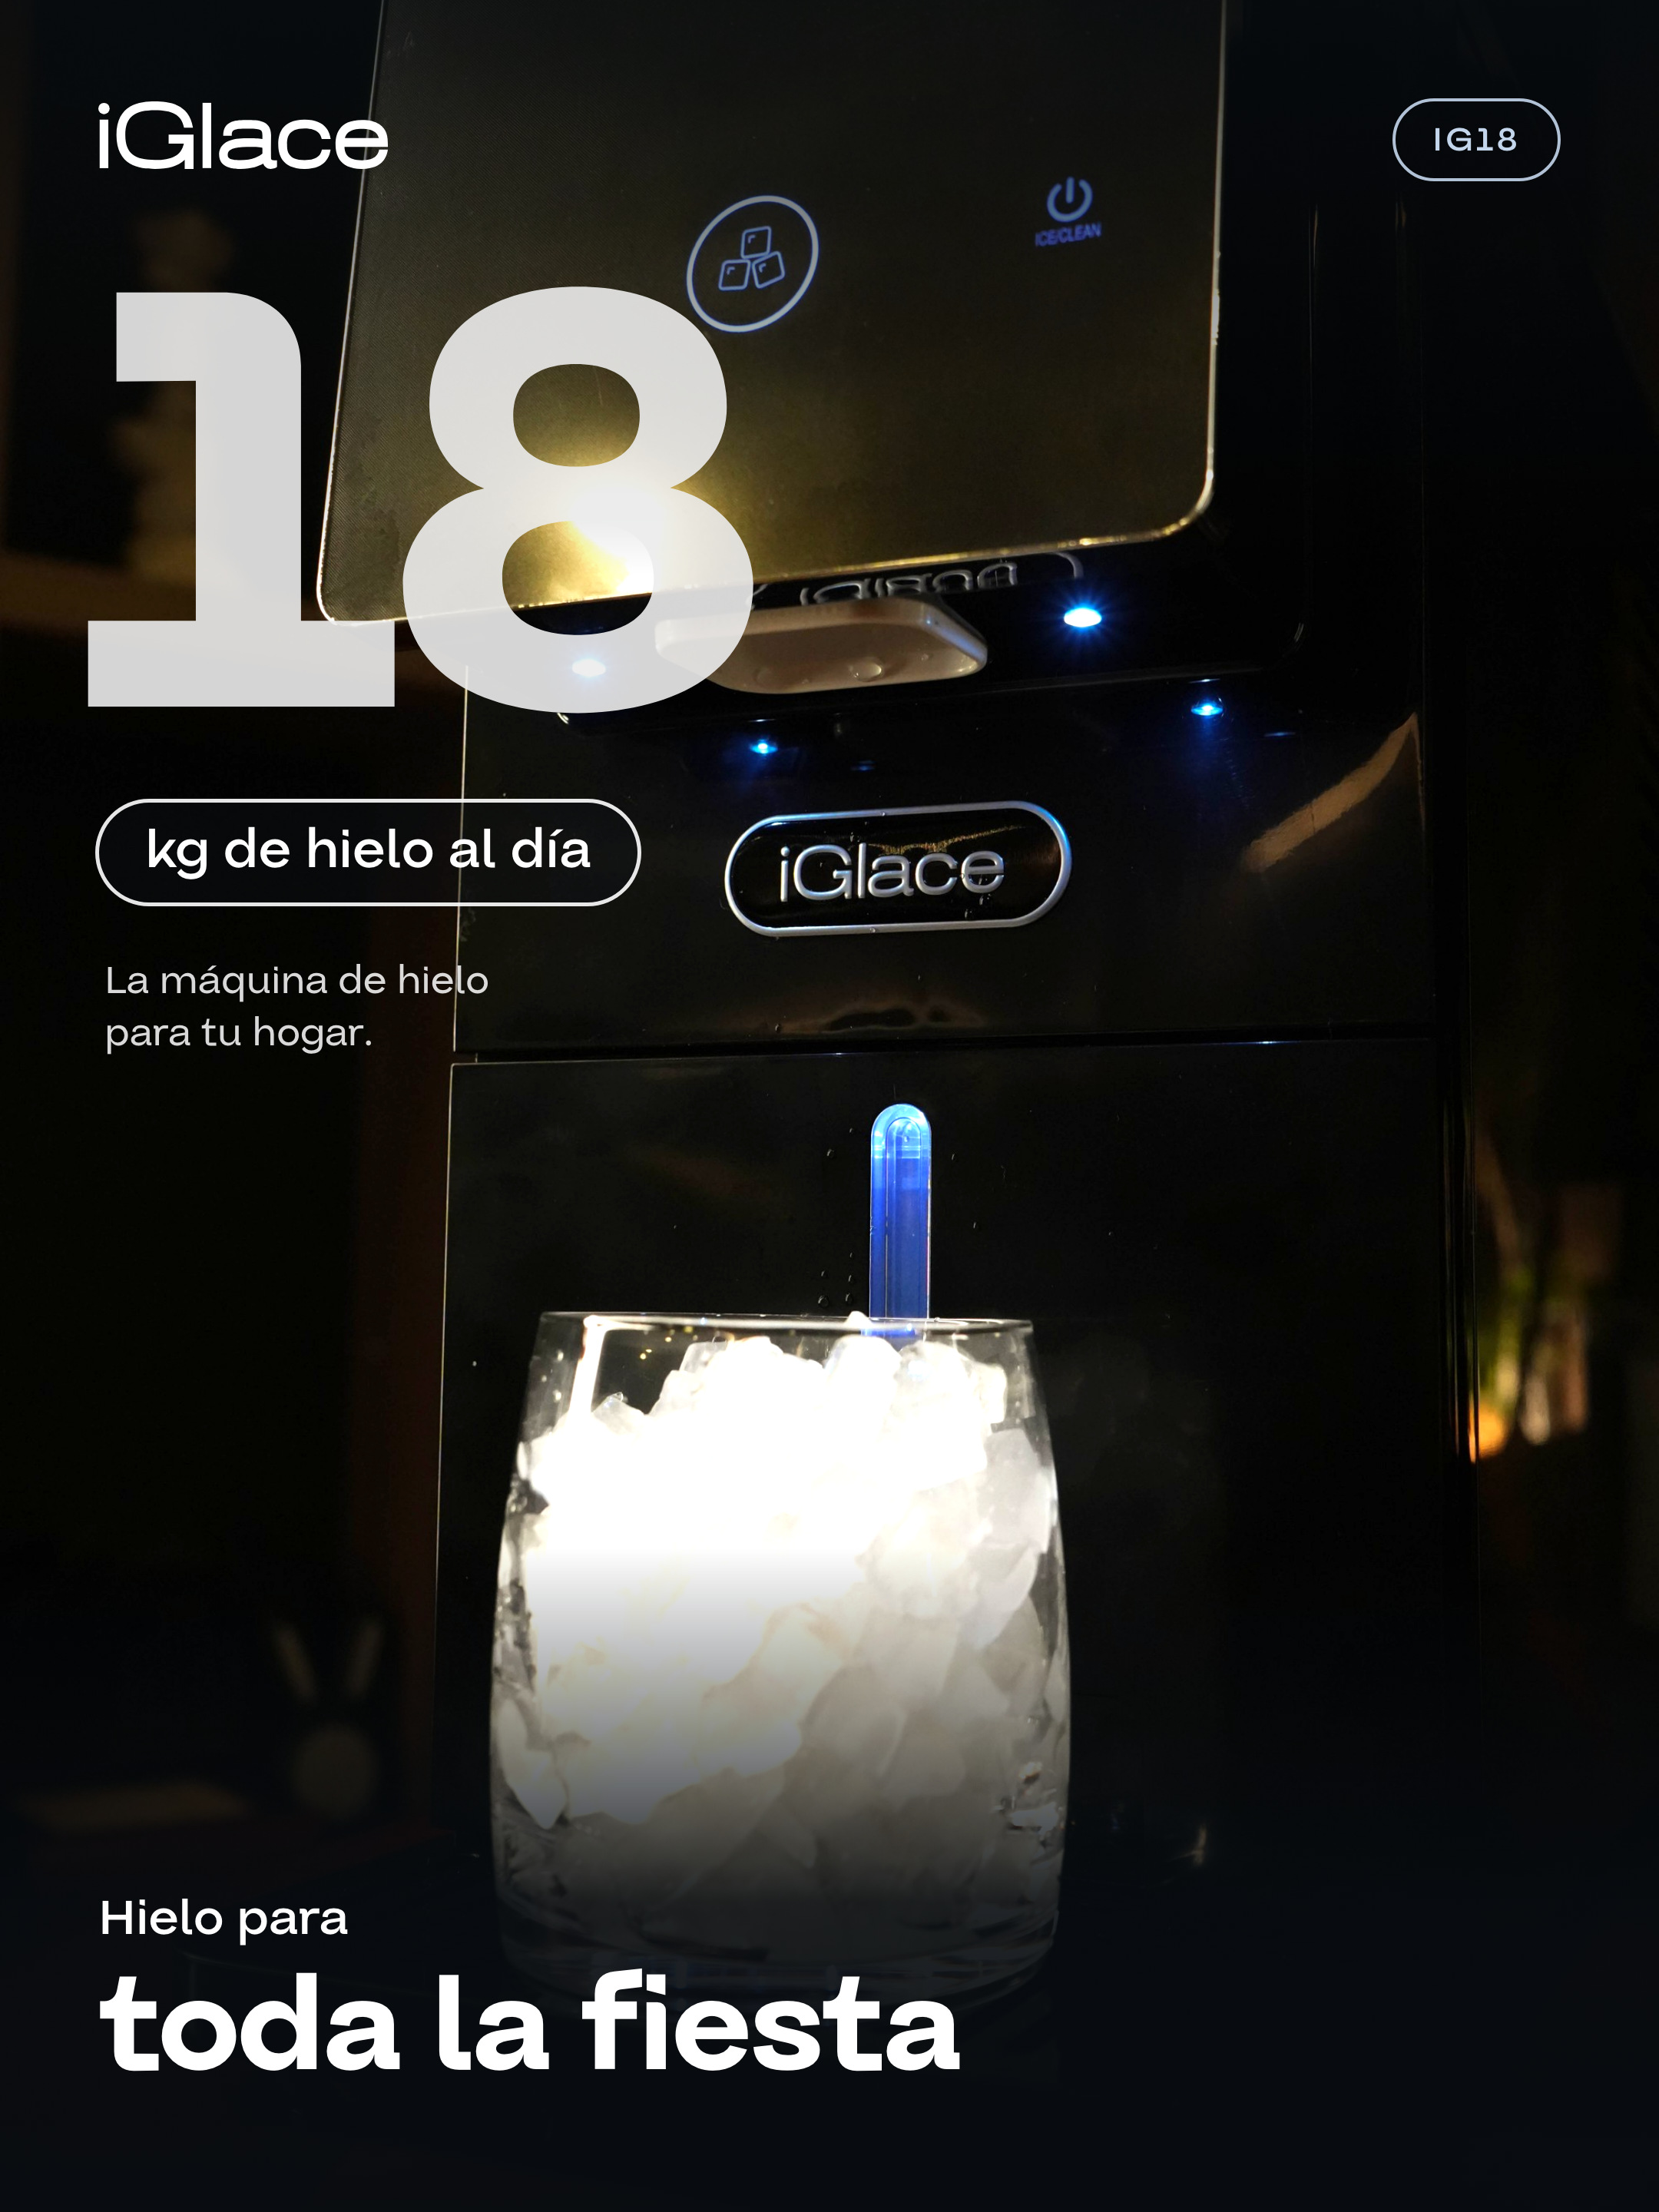 iGlace
IG18
ICE/CLEAN
18
iGlace
kg de hielo al día
iGlace
La máquina de hielo
para tu hogar.
Hielo para
toda la fiesta